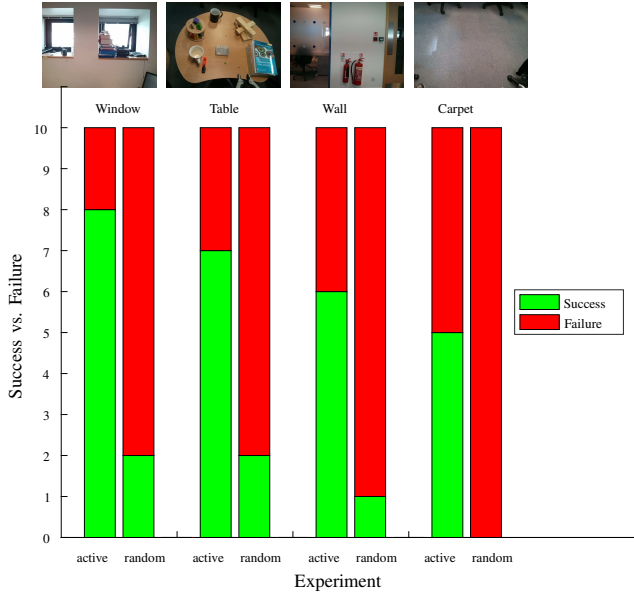 Window Table Wall Carpet
10
9
8
7
6
5
4
3
2
1
0
Success vs. Failure
Success
Failure
active random active random active random active random
Experiment